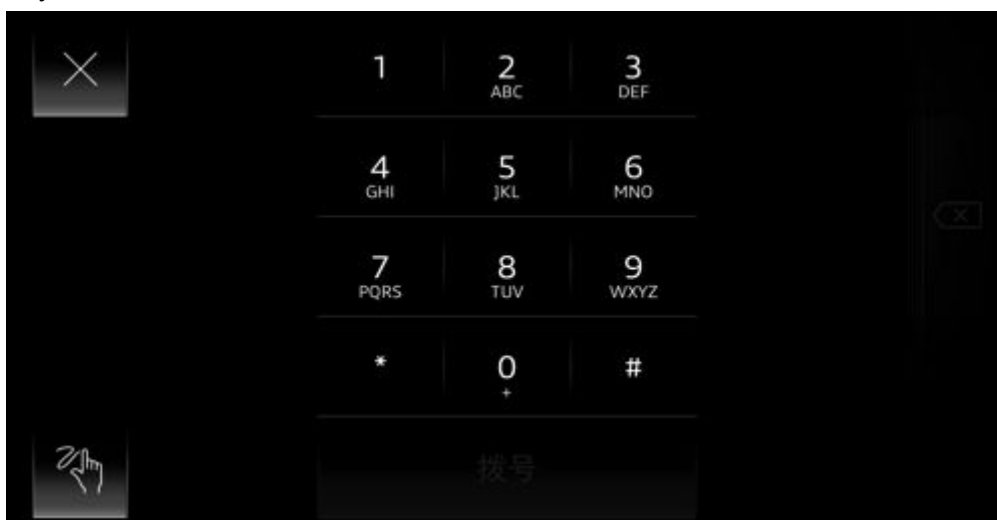 1 2 3
ABC DEF
4 5 6
GHI JKL MNO
7 8 9
PQRS TUV WXYZ
* 0 #
+
拨号